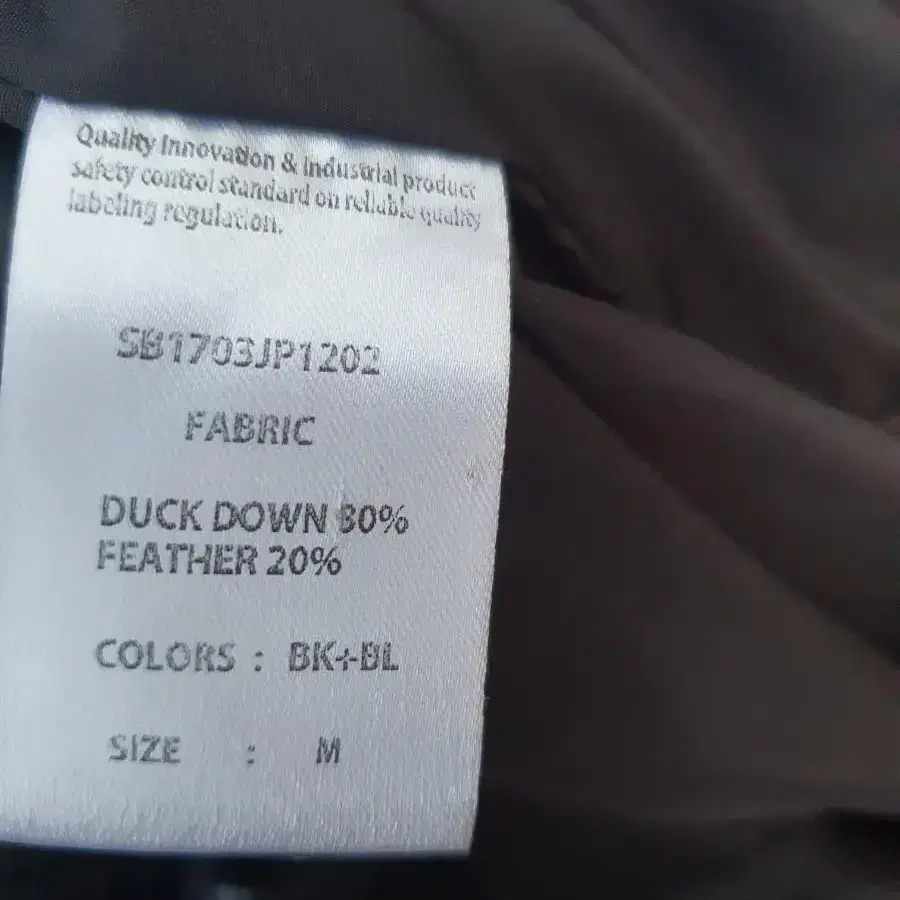 Quality Innovation & industrial product
safety control standard on reliable quality
labeling regulation.
SB1703JP1202
FABRIC
DUCK DOWN 80%
FEATHER 20%
COLORS : BK+BL
SIZE : M